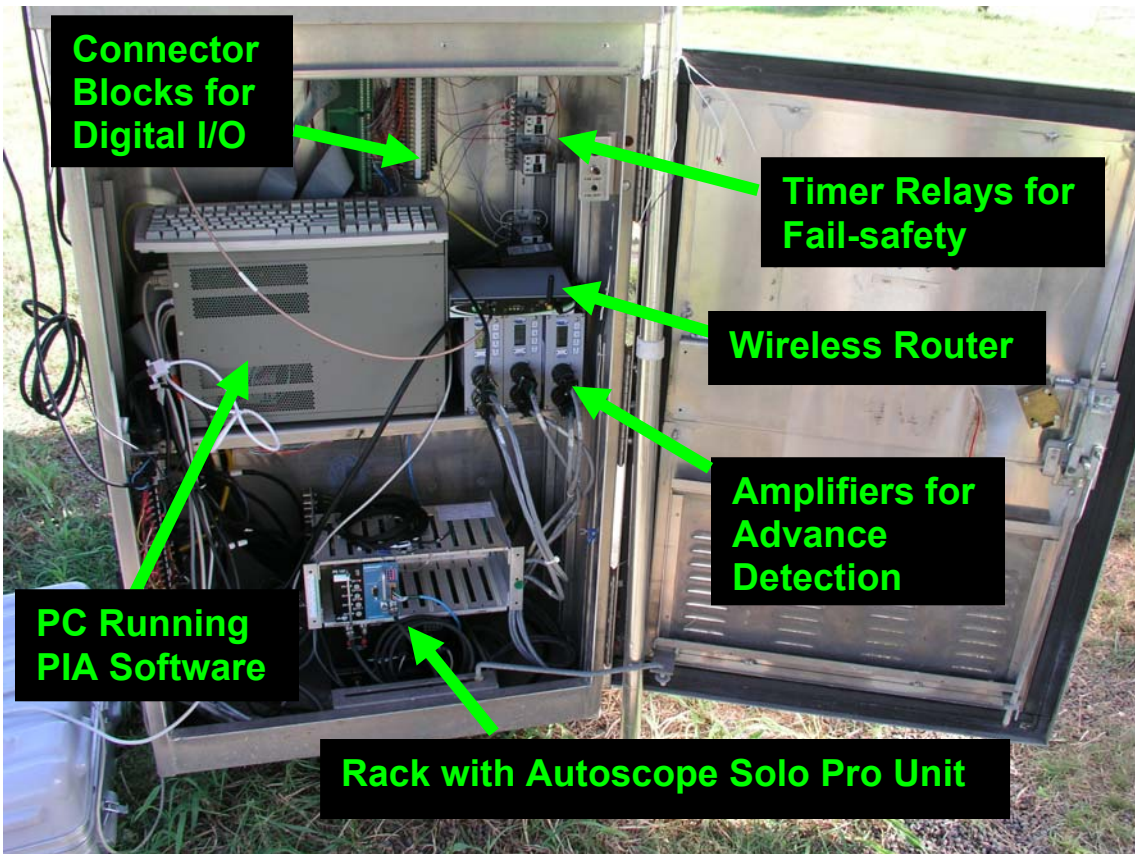 Connector
Blocks for
Digital I/O
Timer Relays for
Fail-safety
Wireless Router
Amplifiers for
Advance
Detection
PC Running
PIA Software
Rack with Autoscope Solo Pro Unit